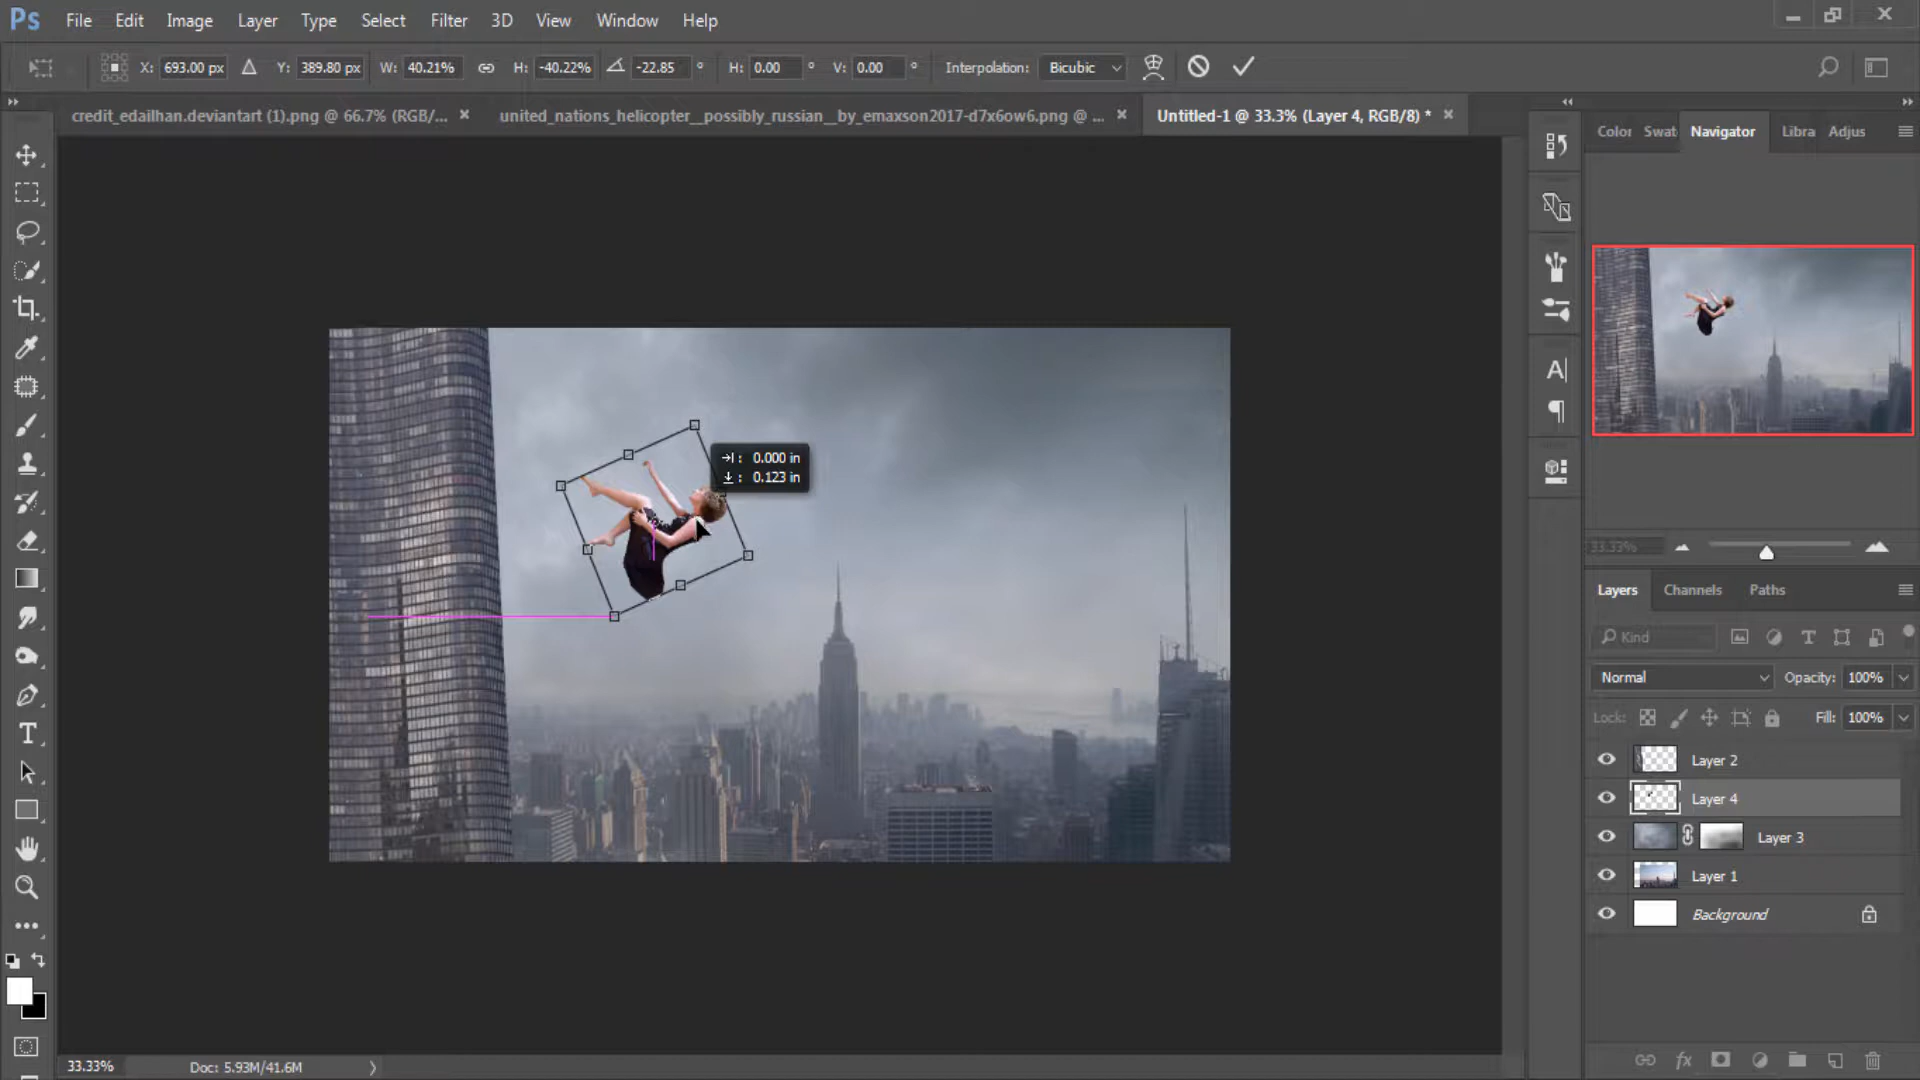 Ps File Edit Image Layer Type Select Filter 3D View Window Help
X: 693.00 px Y: 389.80 px W: 40.21% H: -40.22% -22.85 ° H: 0.00 ° V: 0.00 ° Interpolation: Bicubic
credit_edailhan.deviantart (1).png @ 66.7% (RGB/... × united_nations_helicopter__possibly_russian__by_emaxson2017-d7x6ow6.png @ ... × Untitled-1 @ 33.3% (Layer 4, RGB/8) * ×
Color Swat Navigator Libra Adjus
0.000 in
0.123 in
33.33%
Layers Channels Paths
Kind
Normal Opacity: 100%
Lock: Fill: 100%
Layer 2
Layer 4
Layer 3
Layer 1
Background
33.33% Doc: 5.93M/41.6M